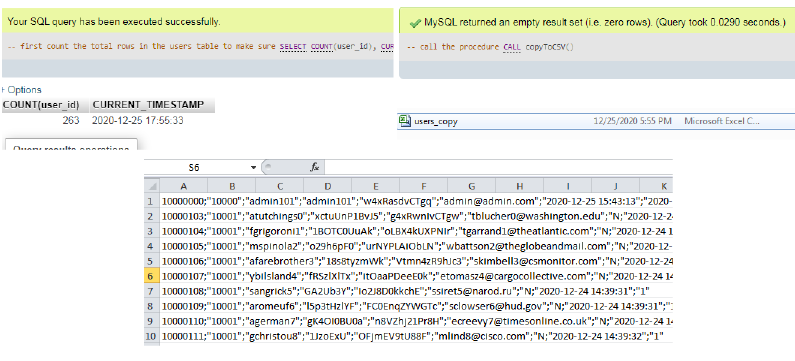 Your SQL query has been executed successfully.
-- first count the total rows in the users table to make sure SELECT COUNT(user_id), CUR
Options
COUNT(user_id) CURRENT_TIMESTAMP
263 2020-12-25 17:55:33
Query results operations
MySQL returned an empty result set (i.e. zero rows). (Query took 0.0290 seconds.)
-- call the procedure CALL copyToCSV()
users_copy 12/25/2020 5:55 PM Microsoft Excel C...
S6 fx
A B C D E F G H I J K
1 10000000;"10000";"admin101";"admin101";"w4xRasdvCTgq";"admin@admin.com";"2020-12-25 15:43:13";"2020-
2 10000103;"10001";"atutchings0";"xctuUnP1BvJ5";"g4xRwnIvCTgw";"tblucher0@washington.edu";"N;"2020-12-24
3 10000104;"10001";"fgrigoroni1";"1BOTC0UuAk";"oLBX4kUXPNIr";"tgarrand1@theatlantic.com";"N;"2020-12-24
4 10000105;"10001";"mspinola2";"o29h6pF0";"urNYPLAiObLN";"wbattson2@theglobeandmail.com";"N;"2020-12-
5 10000106;"10001";"afarebrother3";"18s8tyzmWk";"Vtmn4zR9hJc3";"skimbell3@csmonitor.com";"N;"2020-12-24
6 10000107;"10001";"ybilsland4";"fRSzlXlTx";"itOaaPDeeE0k";"etomasz4@cargocollective.com";"N;"2020-12-24 14
7 10000108;"10001";"sangrick5";"GA2Ub3Y";"Io2J8D0kkchE";"ssiret5@narod.ru";"N;"2020-12-24 14:39:31";"1"
8 10000109;"10001";"aromeuf6";"l5p3tHzlYF";"FC0EnqZYWGTc";"sclowser6@hud.gov";"N;"2020-12-24 14:39:31";"1
9 10000110;"10001";"agerman7";"gK4OI0BU0a";"n8VZhj21Pr8H";"ecreevy7@timesonline.co.uk";"N;"2020-12-24 14
10 10000111;"10001";"gchristou8";"1JzoExU";"OFjmEV9tU88F";"mlind8@cisco.com";"N;"2020-12-24 14:39:32";"1"